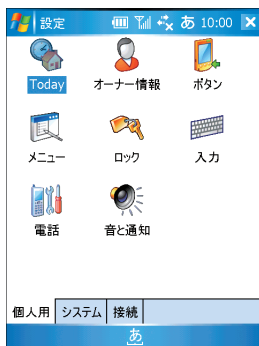 設定 あ 10:00
Today オーナー情報 ボタン
メニュー ロック 入力
電話 音と通知
個人用 システム 接続
あ